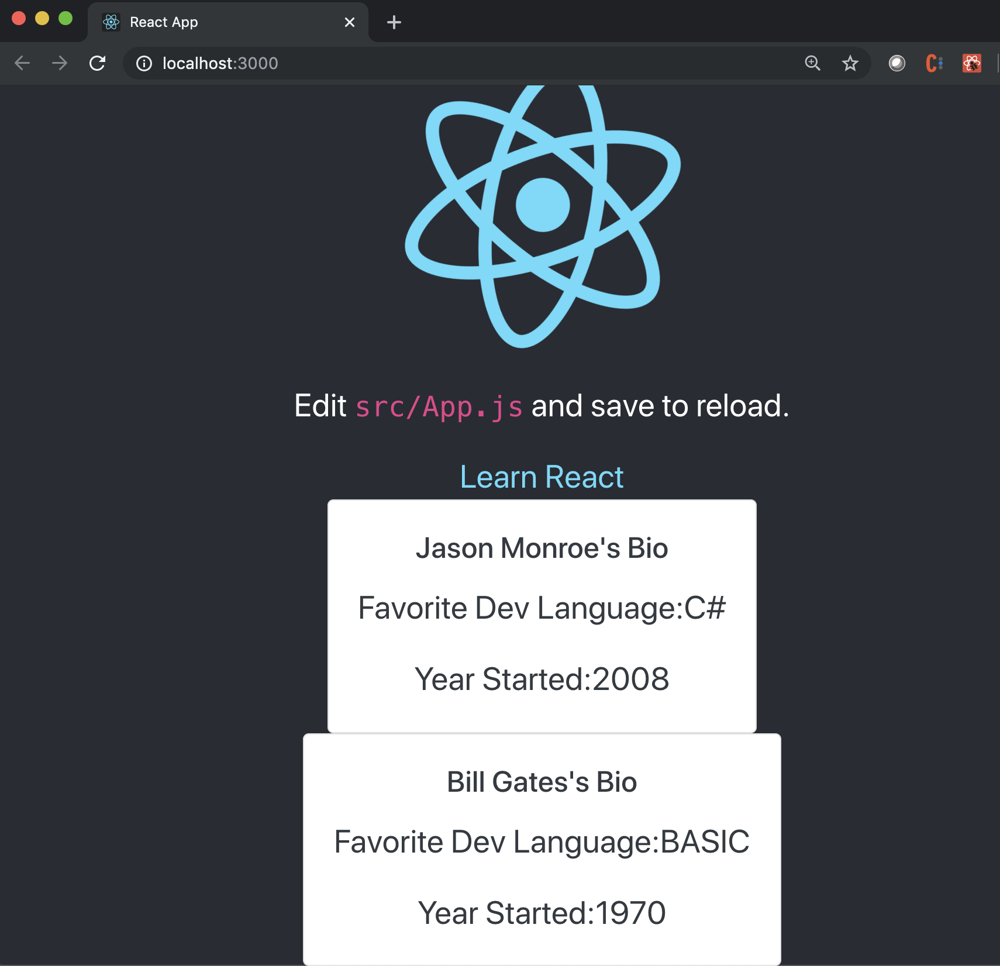 React App
localhost:3000
Edit src/App.js and save to reload.
Learn React
Jason Monroe's Bio
Favorite Dev Language:C#
Year Started:2008
Bill Gates's Bio
Favorite Dev Language:BASIC
Year Started:1970